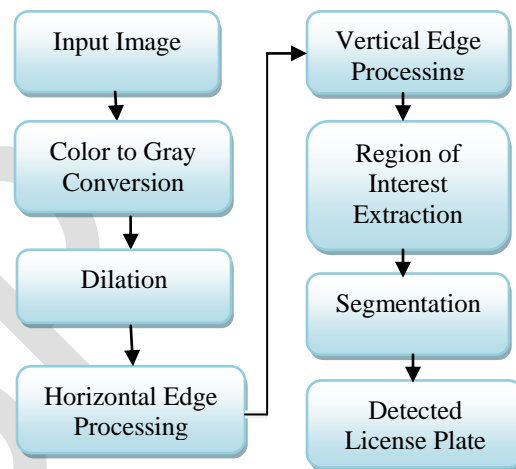 Input Image
Color to Gray
Conversion
Dilation
Horizontal Edge
Processing
Vertical Edge
Processing
Region of
Interest
Extraction
Segmentation
Detected
License Plate